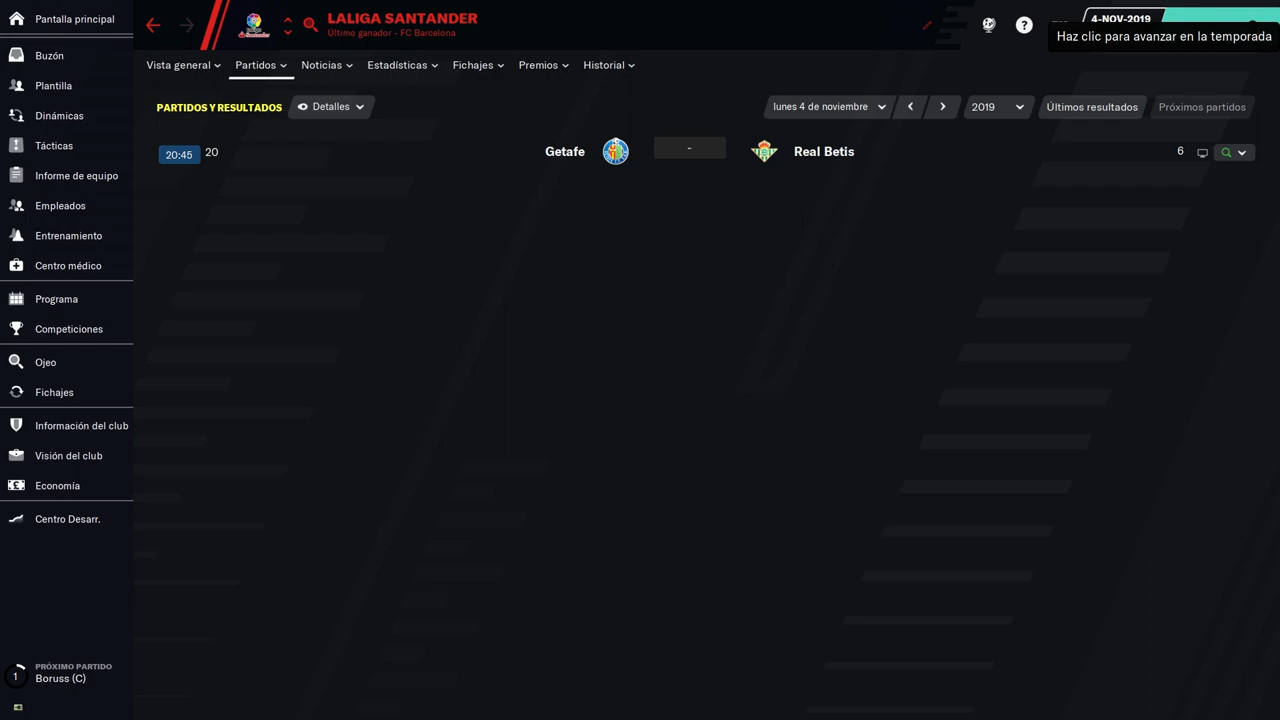 Pantalla principal
LALIGA SANTANDER
Último ganador - FC Barcelona
4-NOV-2019
Haz clic para avanzar en la temporada
Buzón
Plantilla
Dinámicas
Tácticas
Informe de equipo
Empleados
Entrenamiento
Centro médico
Programa
Competiciones
Ojeo
Fichajes
Información del club
Visión del club
Economía
Centro Desarr.
1
PRÓXIMO PARTIDO
Boruss (C)
Vista general
Partidos
Noticias
Estadísticas
Fichajes
Premios
Historial
PARTIDOS Y RESULTADOS
Detalles
lunes 4 de noviembre
2019
Últimos resultados
Próximos partidos
20:45 20 Getafe - Real Betis 6